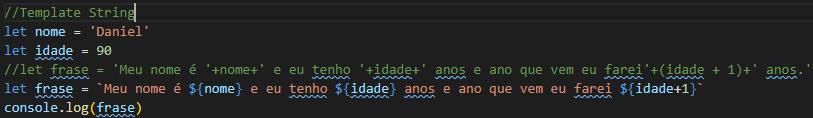 //Template String
let nome = 'Daniel'
let idade = 90
//let frase = 'Meu nome é '+nome+' e eu tenho '+idade+' anos e ano que vem eu farei'+(idade + 1)+' anos.'
let frase = `Meu nome é ${nome} e eu tenho ${idade} anos e ano que vem eu farei ${idade+1}`
console.log(frase)